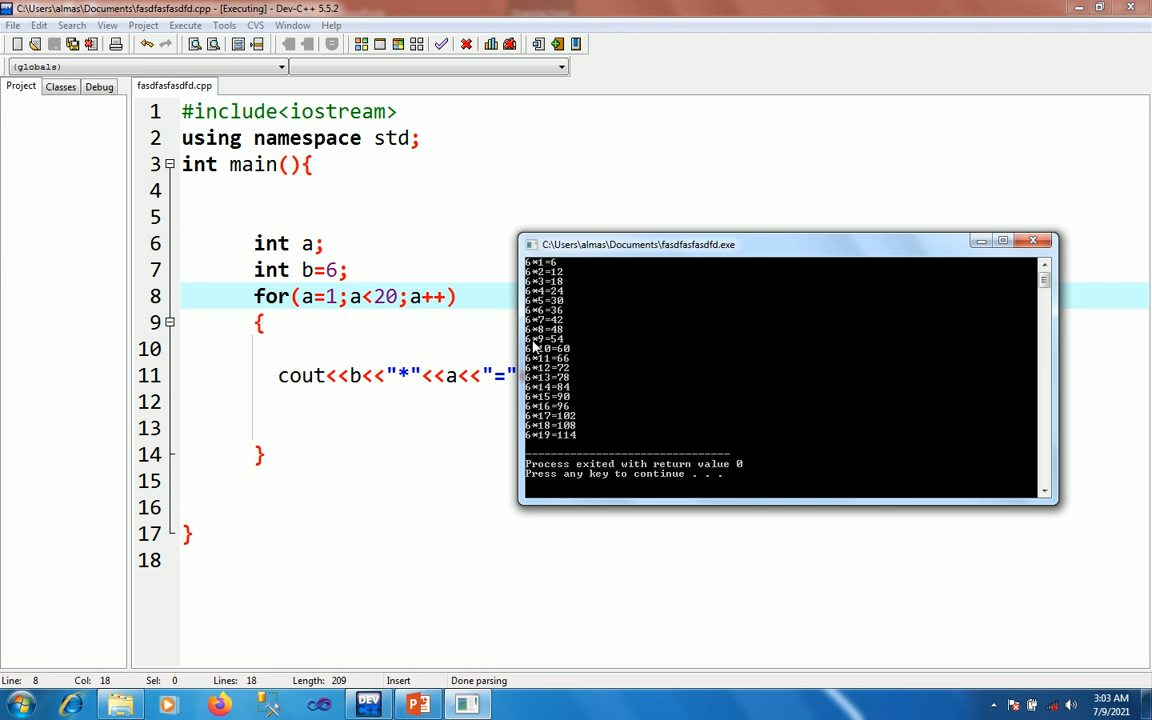 C:\Users\almas\Documents\fasdfasfasdfd.cpp - [Executing] - Dev-C++ 5.5.2
File Edit Search View Project Execute Tools CVS Window Help
(globals)
Project Classes Debug
fasdfasfasdfd.cpp
1 #include<iostream>
2 using namespace std;
3 int main(){
4
5
6 int a;
7 int b=6;
8 for(a=1;a<20;a++)
9 {
10
11 cout<<b<<"*"<<a<<"="
12
13
14 }
15
16
17 }
18
C:\Users\almas\Documents\fasdfasfasdfd.exe
6*1=6
6*2=12
6*3=18
6*4=24
6*5=30
6*6=36
6*7=42
6*8=48
6*9=54
6*10=60
6*11=66
6*12=72
6*13=78
6*14=84
6*15=90
6*16=96
6*17=102
6*18=108
6*19=114
--------------------------------
Process exited with return value 0
Press any key to continue . . .
Line: 8 Col: 18 Sel: 0 Lines: 18 Length: 209 Insert Done parsing
DEV
3:03 AM
7/9/2021